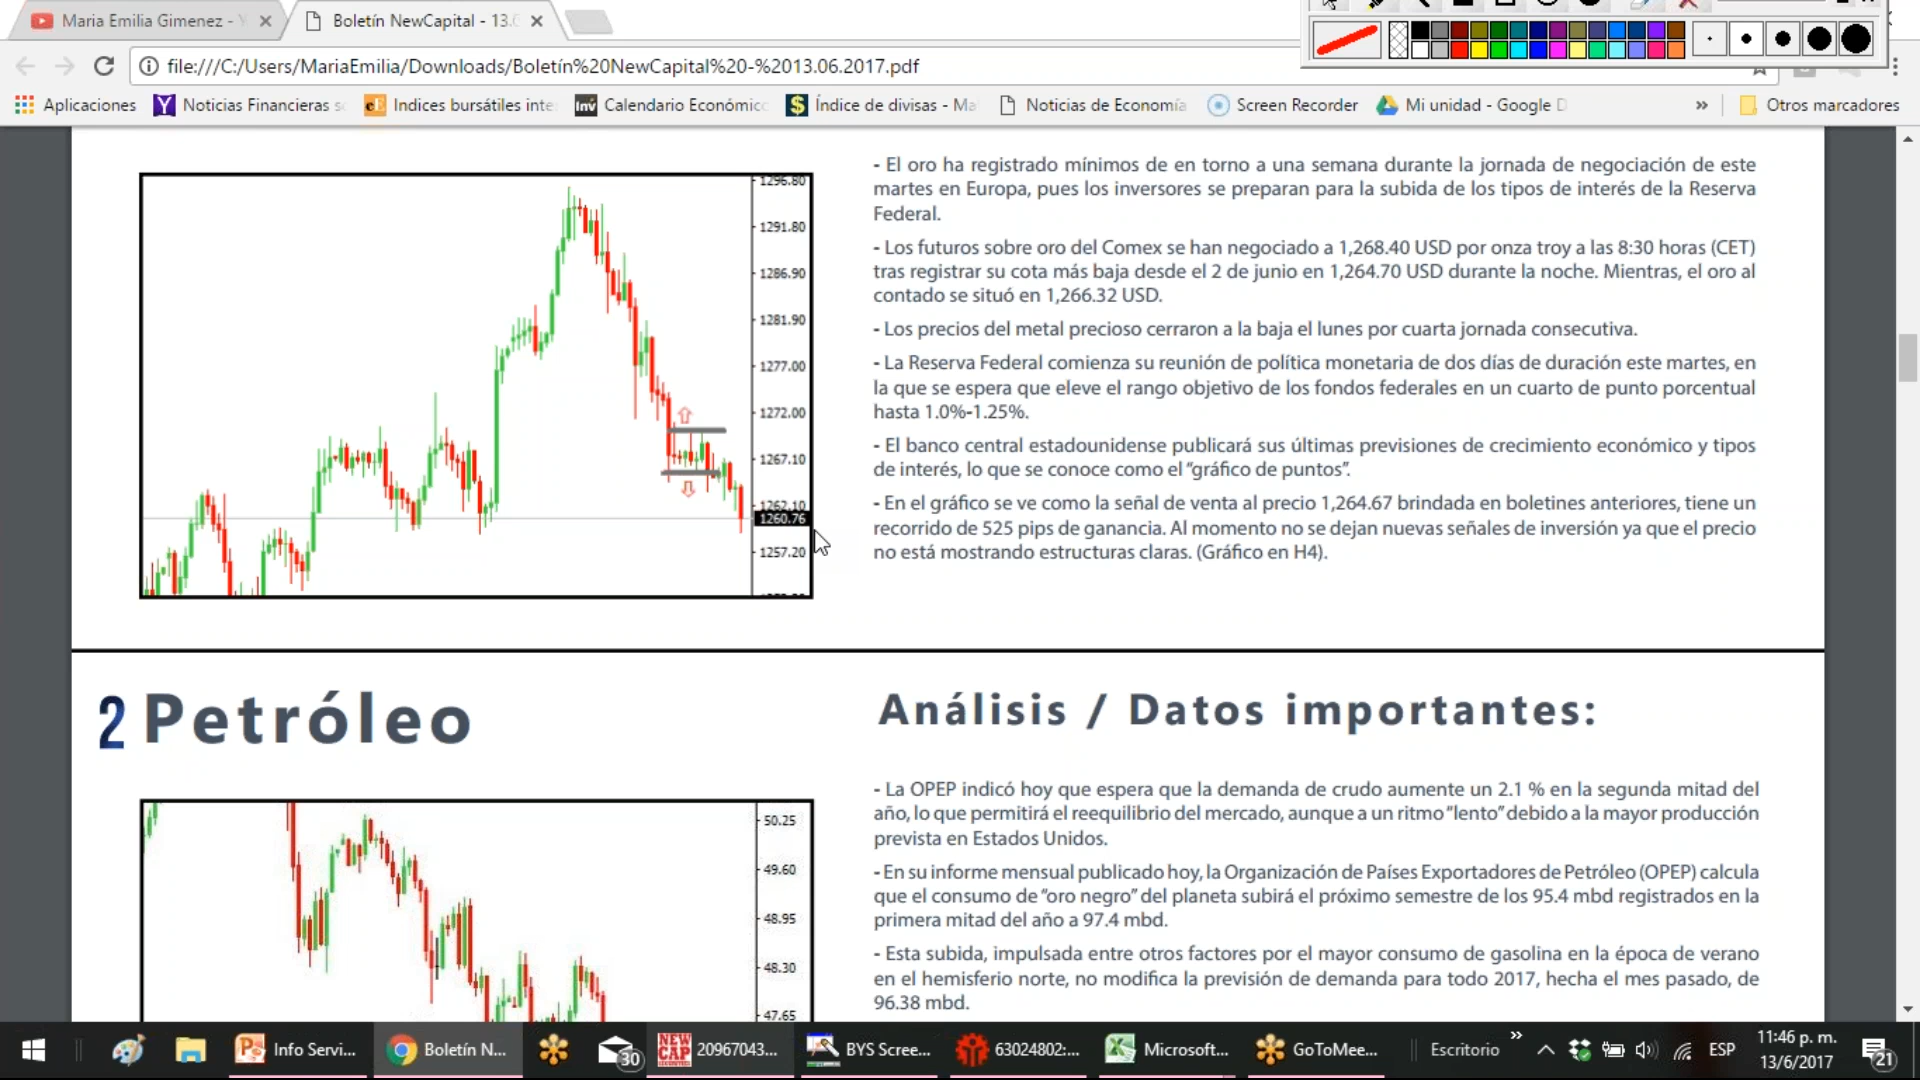 Maria Emilia Gimenez - Y
Boletín NewCapital - 13.0
file:///C:/Users/MariaEmilia/Downloads/Boletín%20NewCapital%20-%2013.06.2017.pdf
Aplicaciones
Noticias Financieras s
Indices bursátiles inte
Calendario Económic
Índice de divisas - Ma
Noticias de Economía
Screen Recorder
Mi unidad - Google D
»
Otros marcadores
1296.80
1291.80
1286.90
1281.90
1277.00
1272.00
1267.10
1262.10
1260.76
1257.20
- El oro ha registrado mínimos de en torno a una semana durante la jornada de negociación de este
martes en Europa, pues los inversores se preparan para la subida de los tipos de interés de la Reserva
Federal.
- Los futuros sobre oro del Comex se han negociado a 1,268.40 USD por onza troy a las 8:30 horas (CET)
tras registrar su cota más baja desde el 2 de junio en 1,264.70 USD durante la noche. Mientras, el oro al
contado se situó en 1,266.32 USD.
- Los precios del metal precioso cerraron a la baja el lunes por cuarta jornada consecutiva.
- La Reserva Federal comienza su reunión de política monetaria de dos días de duración este martes, en
la que se espera que eleve el rango objetivo de los fondos federales en un cuarto de punto porcentual
hasta 1.0%-1.25%.
- El banco central estadounidense publicará sus últimas previsiones de crecimiento económico y tipos
de interés, lo que se conoce como el “gráfico de puntos”.
- En el gráfico se ve como la señal de venta al precio 1,264.67 brindada en boletines anteriores, tiene un
recorrido de 525 pips de ganancia. Al momento no se dejan nuevas señales de inversión ya que el precio
no está mostrando estructuras claras. (Gráfico en H4).
2 Petróleo
Análisis / Datos importantes:
50.25
49.60
48.95
48.30
47.65
- La OPEP indicó hoy que espera que la demanda de crudo aumente un 2.1 % en la segunda mitad del
año, lo que permitirá el reequilibrio del mercado, aunque a un ritmo “lento” debido a la mayor producción
prevista en Estados Unidos.
- En su informe mensual publicado hoy, la Organización de Países Exportadores de Petróleo (OPEP) calcula
que el consumo de “oro negro” del planeta subirá el próximo semestre de los 95.4 mbd registrados en la
primera mitad del año a 97.4 mbd.
- Esta subida, impulsada entre otros factores por el mayor consumo de gasolina en la época de verano
en el hemisferio norte, no modifica la previsión de demanda para todo 2017, hecha el mes pasado, de
96.38 mbd.
Info Servi...
Boletín N...
30
NEW CAP
20967043...
BYS Scree...
63024802:...
Microsoft...
GoToMee...
Escritorio
»
ESP
11:46 p. m.
13/6/2017
21